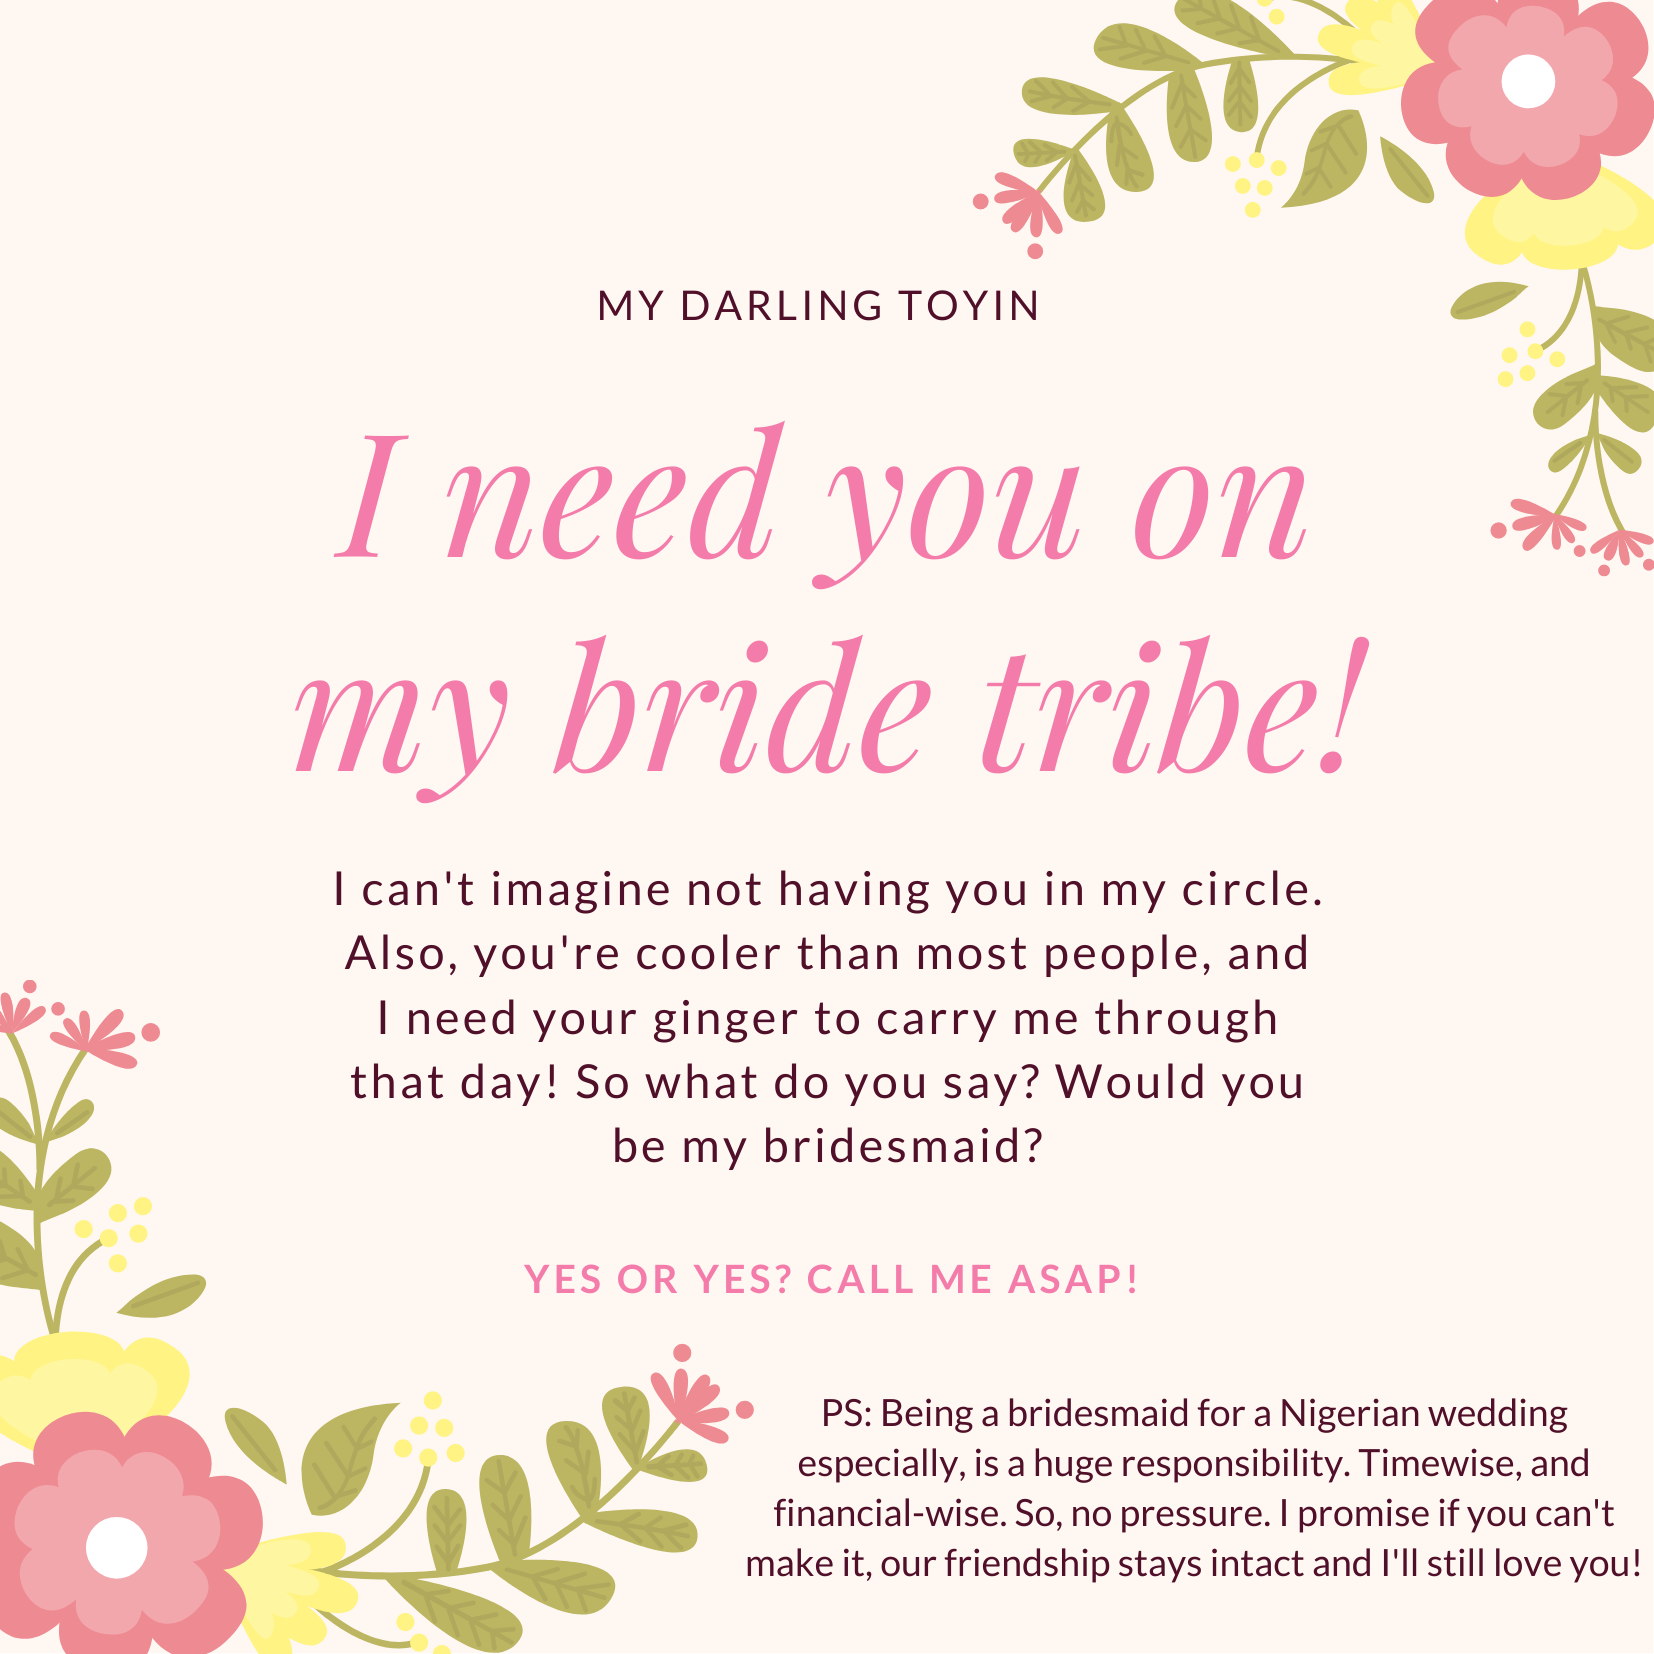 MY DARLING TOYIN
I need you on
my bride tribe!
I can't imagine not having you in my circle.
Also, you're cooler than most people, and
I need your ginger to carry me through
that day! So what do you say? Would you
be my bridesmaid?
YES OR YES? CALL ME ASAP!
PS: Being a bridesmaid for a Nigerian wedding
especially, is a huge responsibility. Timewise, and
financial-wise. So, no pressure. I promise if you can't
make it, our friendship stays intact and I'll still love you!